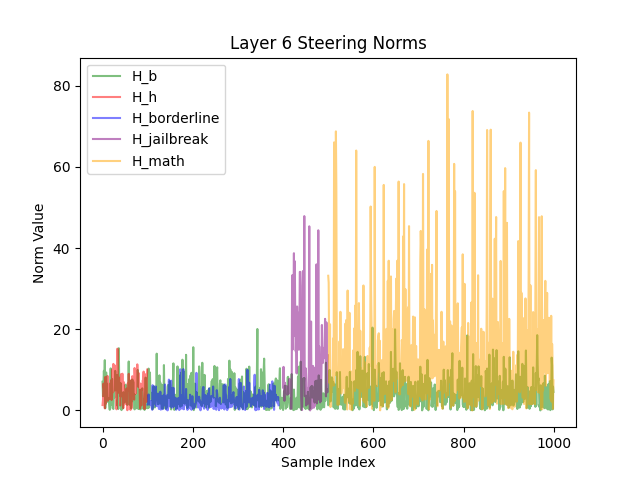 Layer 6 Steering Norms
H_b
H_h
H_borderline
H_jailbreak
H_math
Norm Value
80
60
40
20
0
0 200 400 600 800 1000
Sample Index